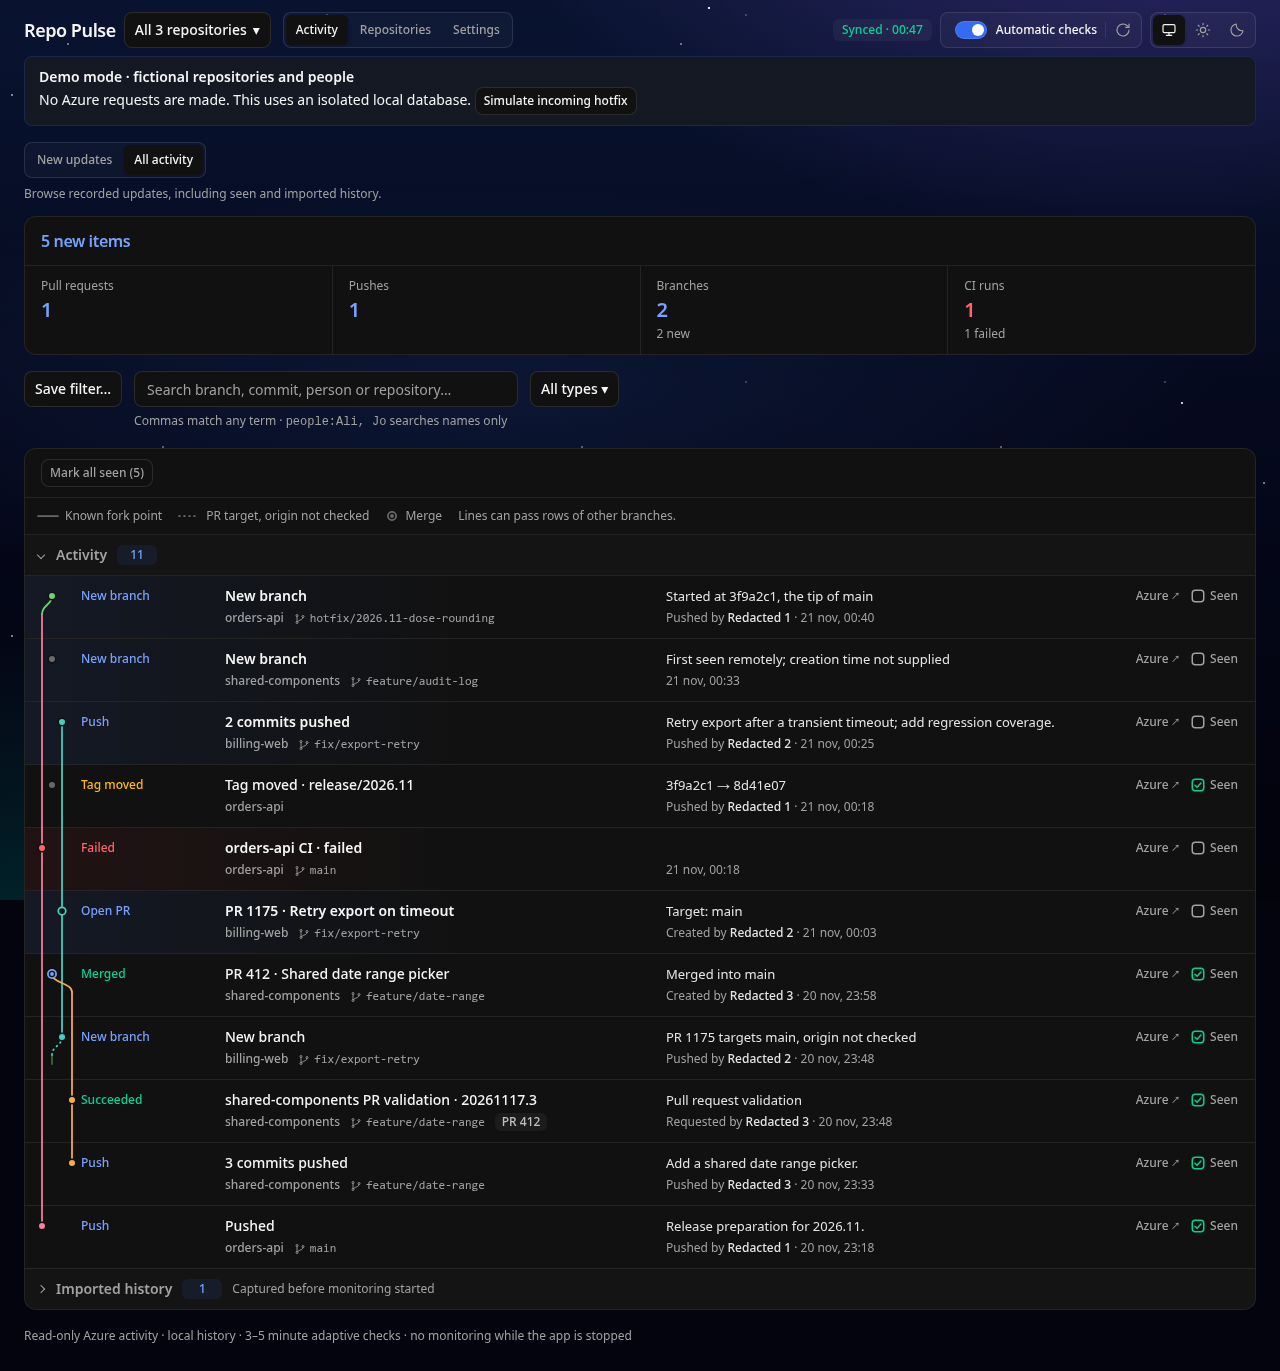 Repo Pulse All 3 repositories ▾ Activity Repositories Settings Synced · 00:47 Automatic checks
Demo mode · fictional repositories and people
No Azure requests are made. This uses an isolated local database. Simulate incoming hotfix
New updates All activity
Browse recorded updates, including seen and imported history.
5 new items
Pull requests Pushes Branches CI runs
1 1 2 1
2 new 1 failed
Save filter... Search branch, commit, person or repository... All types ▾
Commas match any term · people:Ali, Jo searches names only
Mark all seen (5)
Known fork point PR target, origin not checked Merge Lines can pass rows of other branches.
Activity 11
New branch New branch Started at 3f9a2c1, the tip of main Azure ↗ Seen
orders-api hotfix/2026.11-dose-rounding Pushed by Redacted 1 · 21 nov, 00:40
New branch New branch First seen remotely; creation time not supplied Azure ↗ Seen
shared-components feature/audit-log 21 nov, 00:33
Push 2 commits pushed Retry export after a transient timeout; add regression coverage. Azure ↗ Seen
billing-web fix/export-retry Pushed by Redacted 2 · 21 nov, 00:25
Tag moved Tag moved · release/2026.11 3f9a2c1 → 8d41e07 Azure ↗ Seen
orders-api Pushed by Redacted 1 · 21 nov, 00:18
Failed orders-api CI · failed Azure ↗ Seen
orders-api main 21 nov, 00:18
Open PR PR 1175 · Retry export on timeout Target: main Azure ↗ Seen
billing-web fix/export-retry Created by Redacted 2 · 21 nov, 00:03
Merged PR 412 · Shared date range picker Merged into main Azure ↗ Seen
shared-components feature/date-range Created by Redacted 3 · 20 nov, 23:58
New branch New branch PR 1175 targets main, origin not checked Azure ↗ Seen
billing-web fix/export-retry Pushed by Redacted 2 · 20 nov, 23:48
Succeeded shared-components PR validation · 20261117.3 Pull request validation Azure ↗ Seen
shared-components feature/date-range PR 412 Requested by Redacted 3 · 20 nov, 23:48
Push 3 commits pushed Add a shared date range picker. Azure ↗ Seen
shared-components feature/date-range Pushed by Redacted 3 · 20 nov, 23:33
Push Pushed Release preparation for 2026.11. Azure ↗ Seen
orders-api main Pushed by Redacted 1 · 20 nov, 23:18
Imported history 1 Captured before monitoring started
Read-only Azure activity · local history · 3–5 minute adaptive checks · no monitoring while the app is stopped